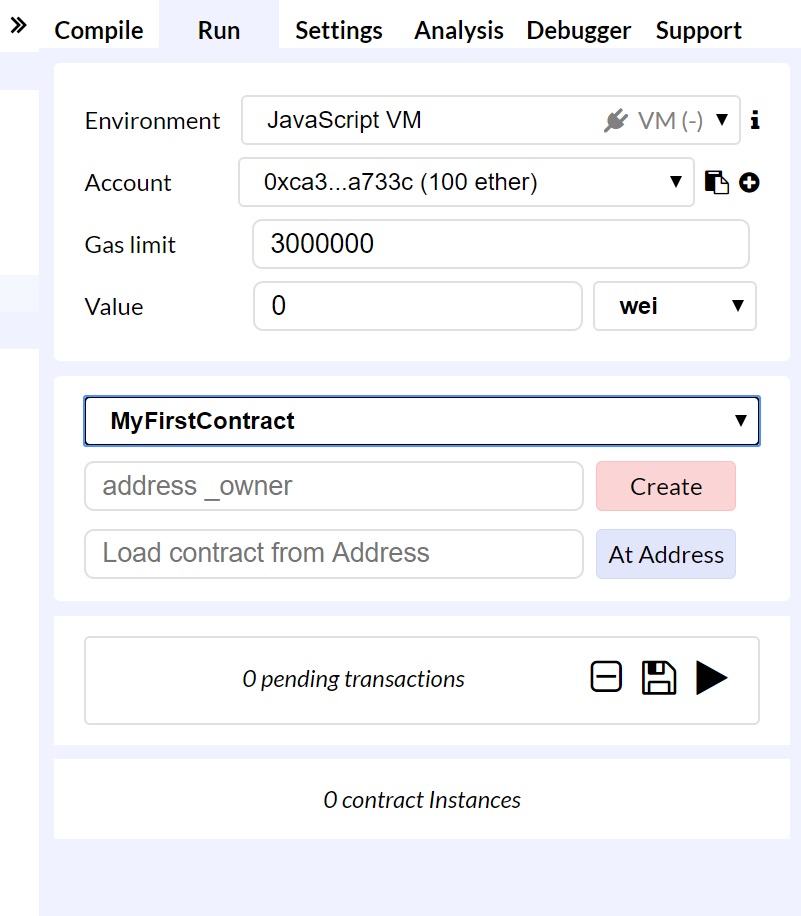 Compile Run Settings Analysis Debugger Support
Environment JavaScript VM VM (-)
Account 0xca3...a733c (100 ether)
Gas limit 3000000
Value 0 wei
MyFirstContract
address _owner Create
Load contract from Address At Address
0 pending transactions
0 contract Instances